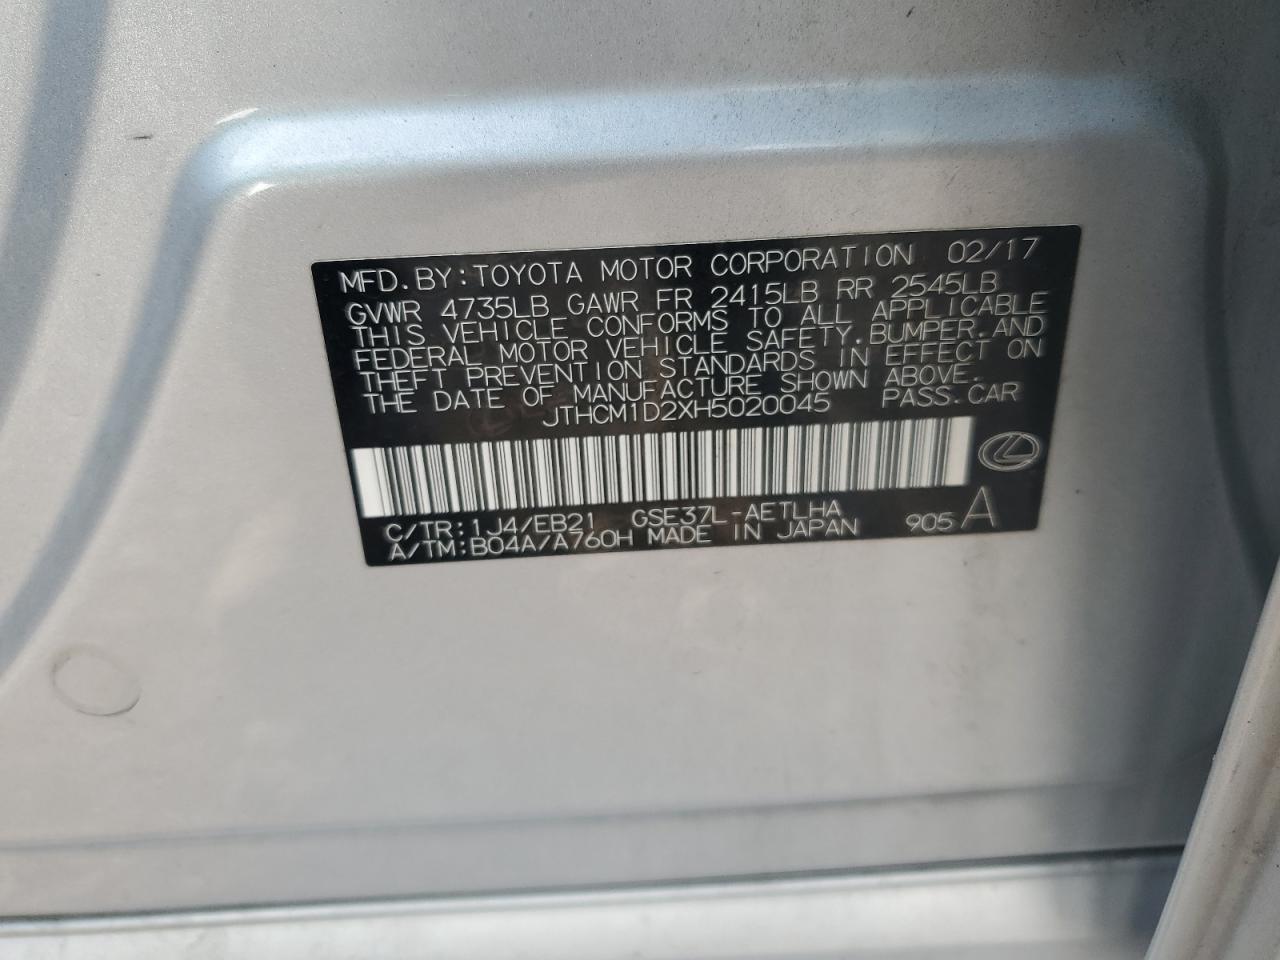 MFD. BY: TOYOTA MOTOR CORPORATION 02/17
GVWR 4735LB GAWR FR 2415LB RR 2545LB
THIS VEHICLE CONFORMS TO ALL APPLICABLE
FEDERAL MOTOR VEHICLE SAFETY, BUMPER, AND
THEFT PREVENTION STANDARDS IN EFFECT ON
THE DATE OF MANUFACTURE SHOWN ABOVE.
JTHCM1D2XH5020045 PASS. CAR
C/TR: 1J4/EB21 GSE37L-AETLHA
A/TM: B04A/A760H MADE IN JAPAN 905 A